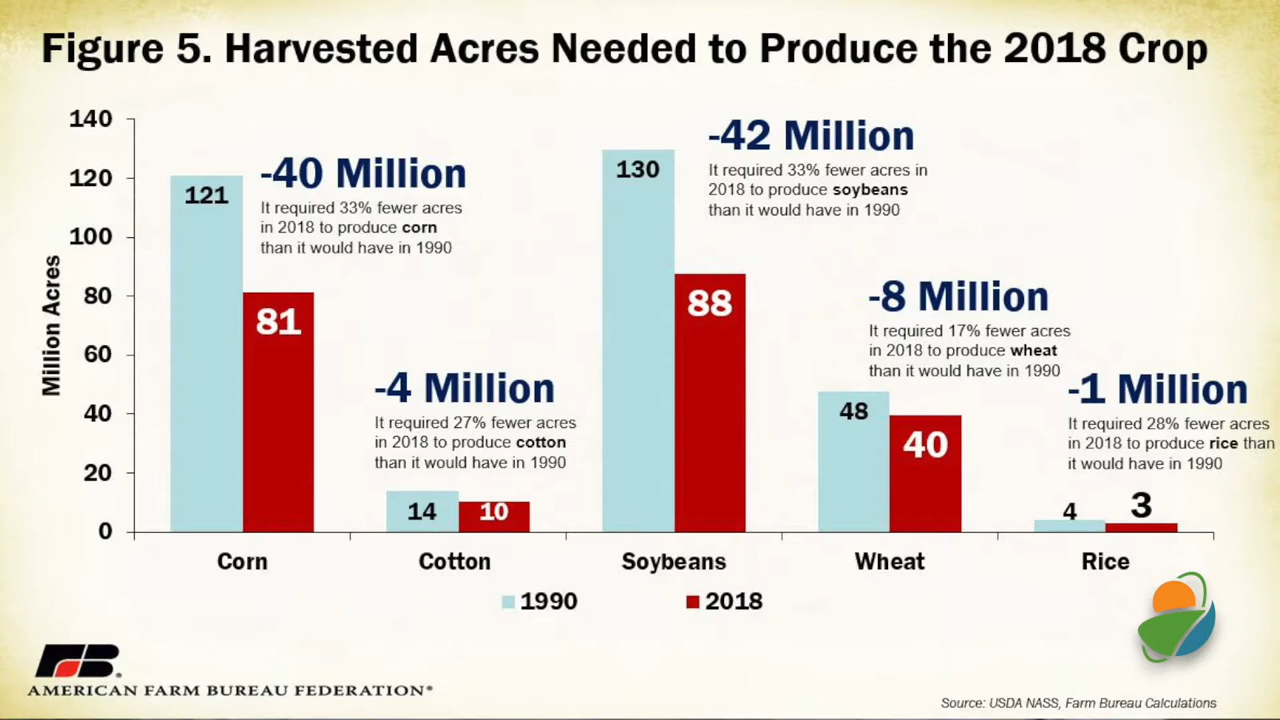 Figure 5. Harvested Acres Needed to Produce the 2018 Crop
Million Acres
140
120
100
80
60
40
20
0
121
81
-40 Million
It required 33% fewer acres
in 2018 to produce corn
than it would have in 1990
14
10
-4 Million
It required 27% fewer acres
in 2018 to produce cotton
than it would have in 1990
130
88
-42 Million
It required 33% fewer acres in
2018 to produce soybeans
than it would have in 1990
48
40
-8 Million
It required 17% fewer acres
in 2018 to produce wheat
than it would have in 1990
4
3
-1 Million
It required 28% fewer acres
in 2018 to produce rice than
it would have in 1990
Corn
Cotton
Soybeans
Wheat
Rice
1990
2018
FB®
AMERICAN FARM BUREAU FEDERATION®
Source: USDA NASS, Farm Bureau Calculations